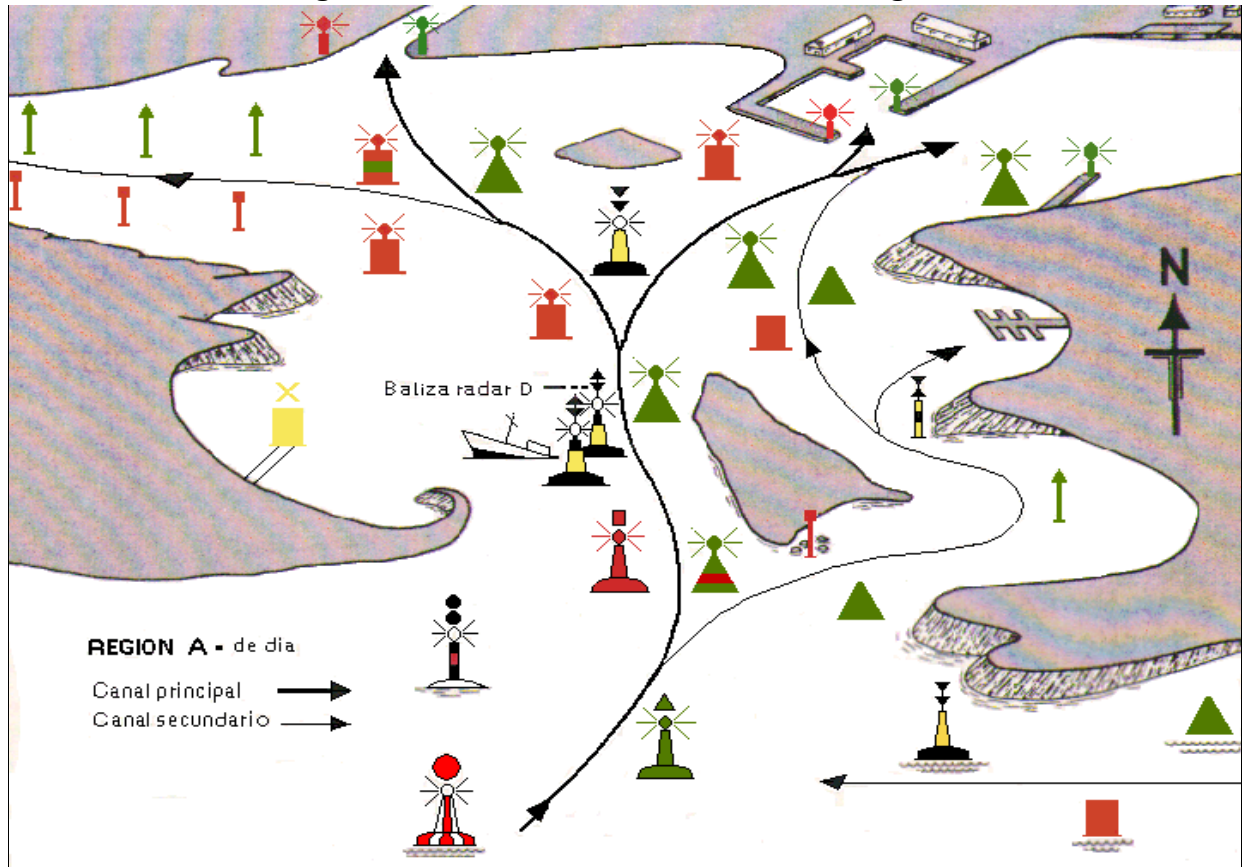 N
Baliza radar D
REGION A - de dia
Canal principal
Canal secundario